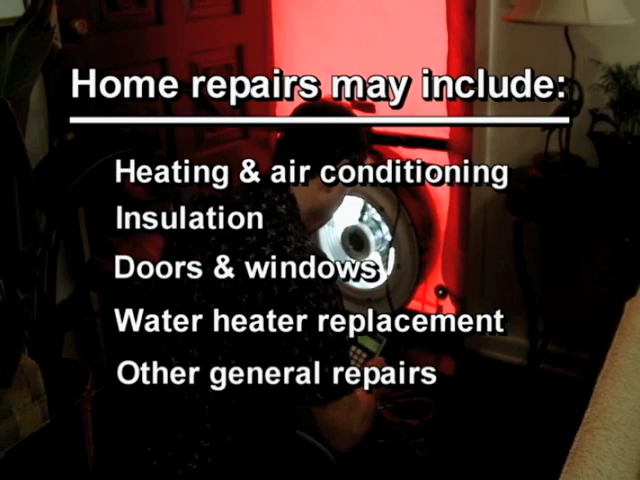 Home repairs may include:
Heating & air conditioning
Insulation
Doors & windows
Water heater replacement
Other general repairs